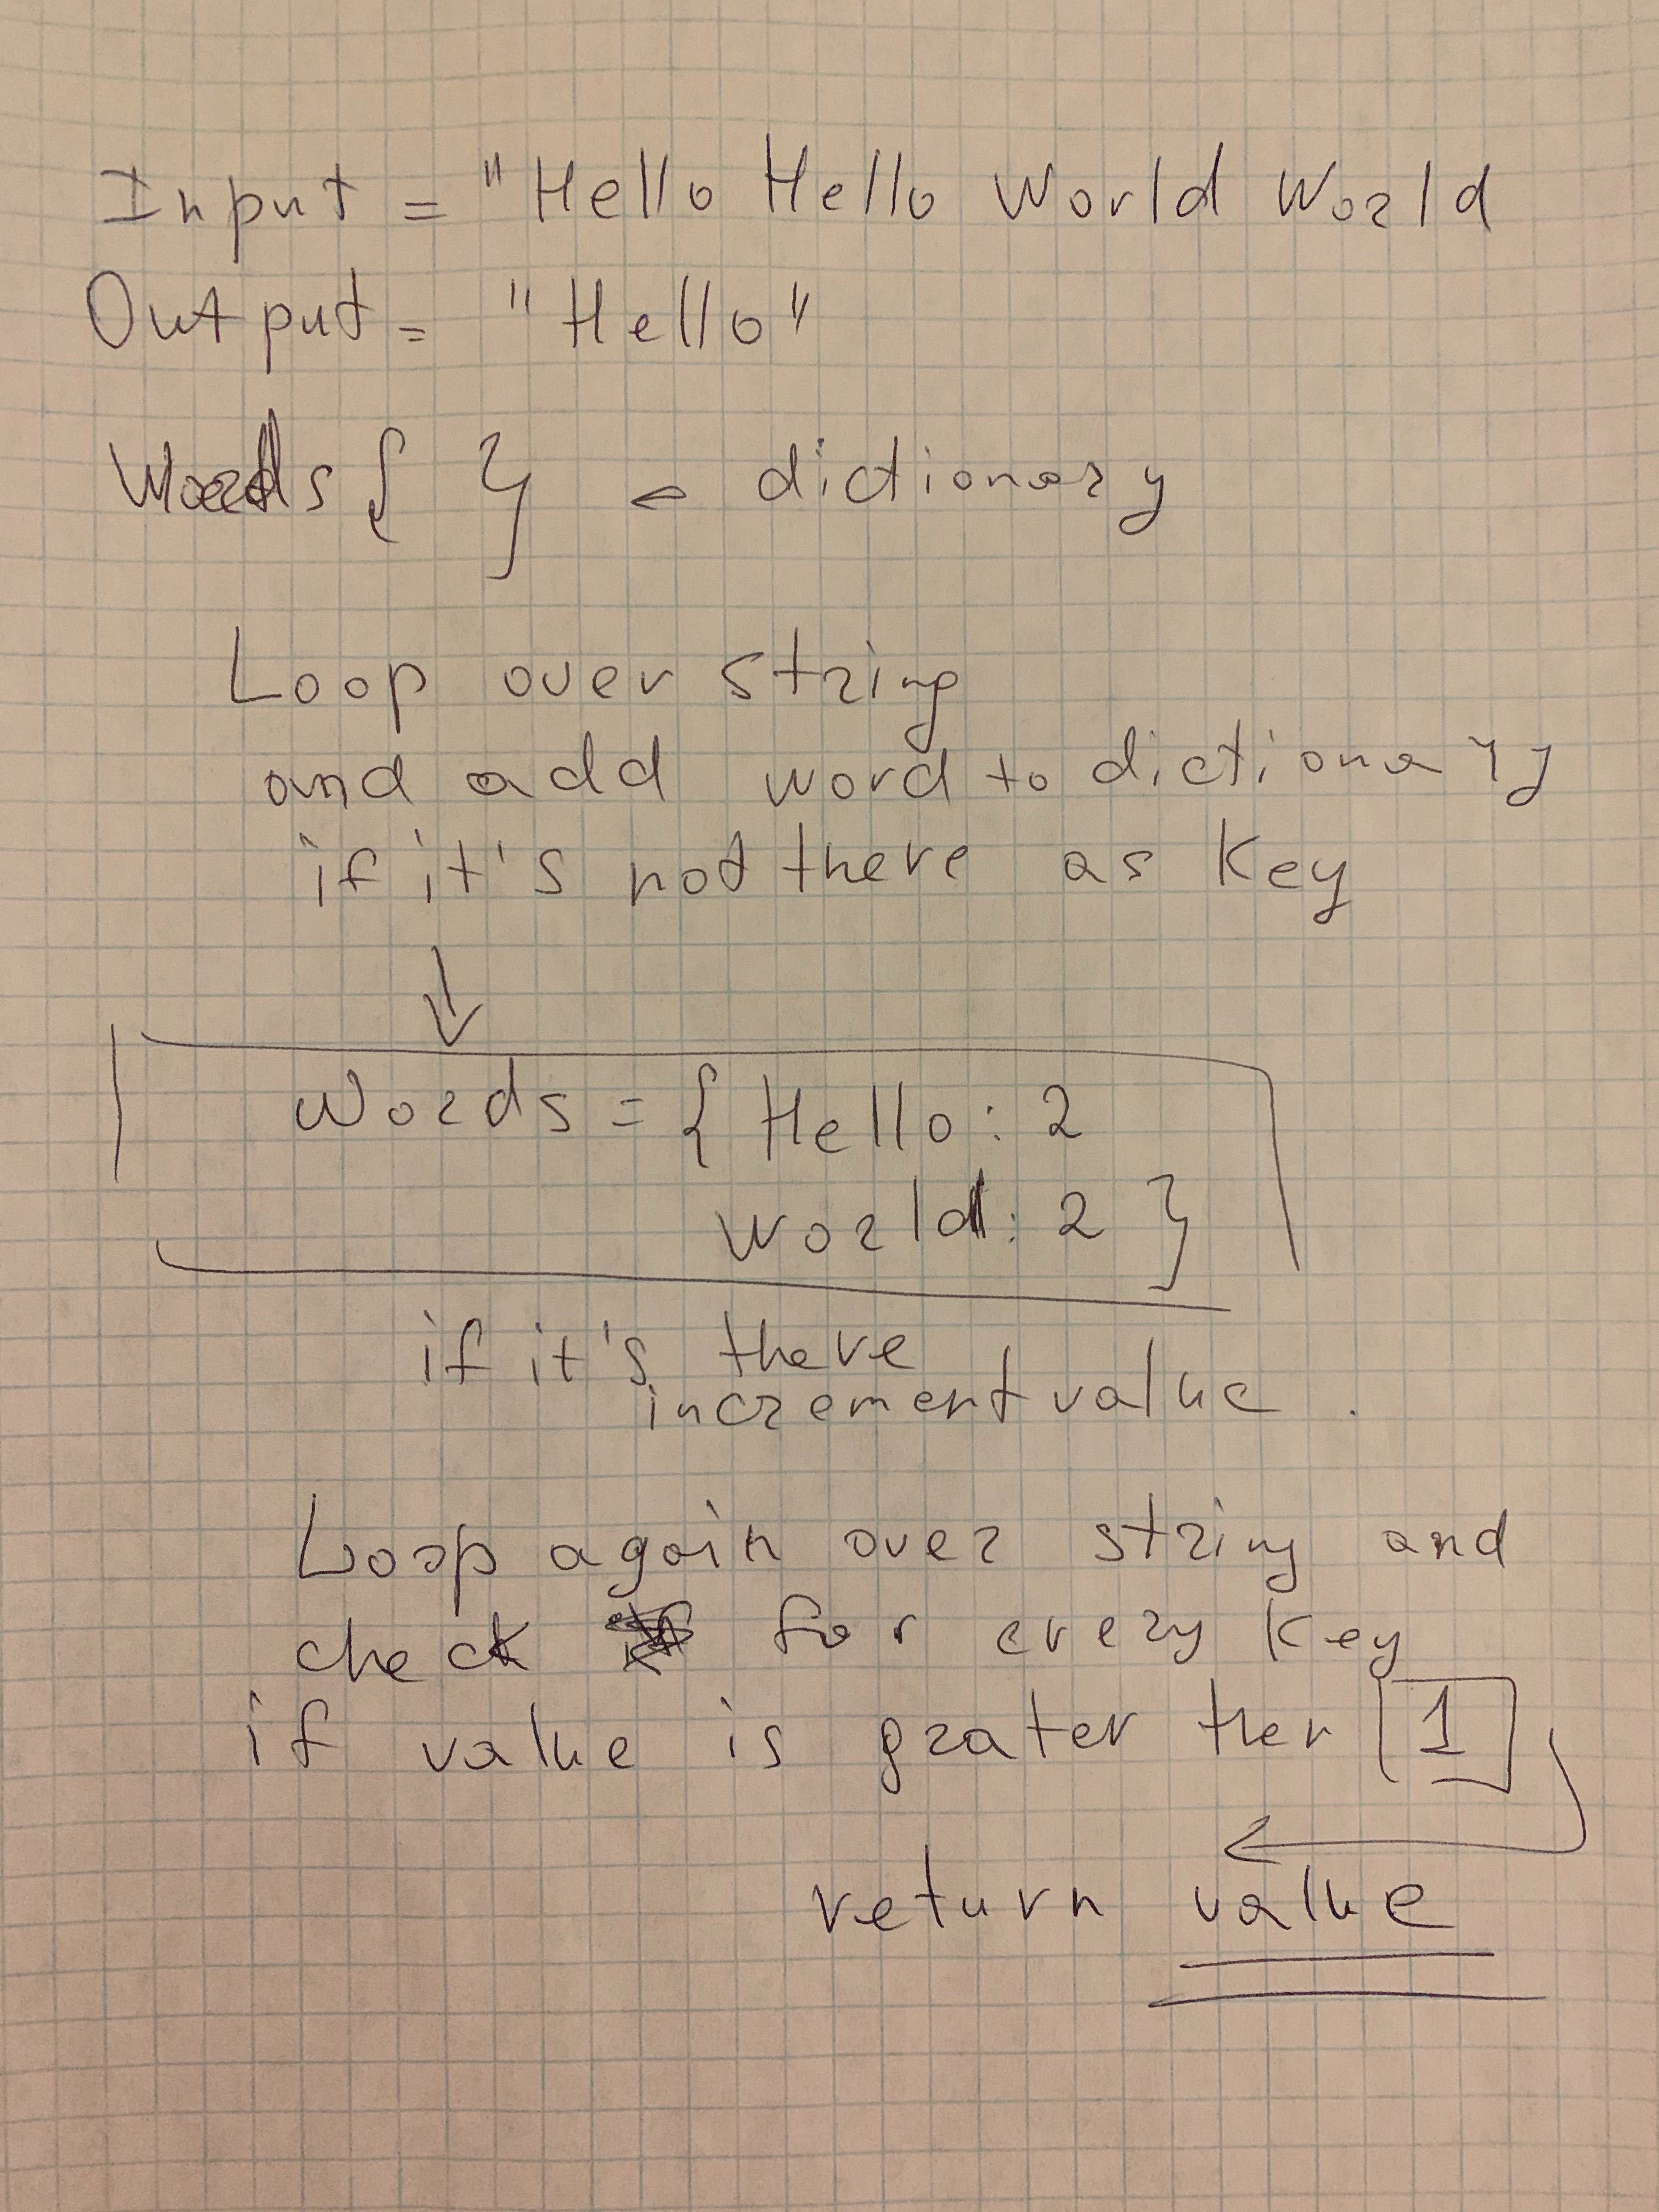 Input = "Hello Hello World World
Output = "Hello"
Words { } ← dictionary
Loop over string
and add word to dictionary
if it's not there as key
↓
Words = { Hello: 2
World: 2 }
if it's there
increment value.
Loop again over string and
check for every key
if value is grater then 1
return value